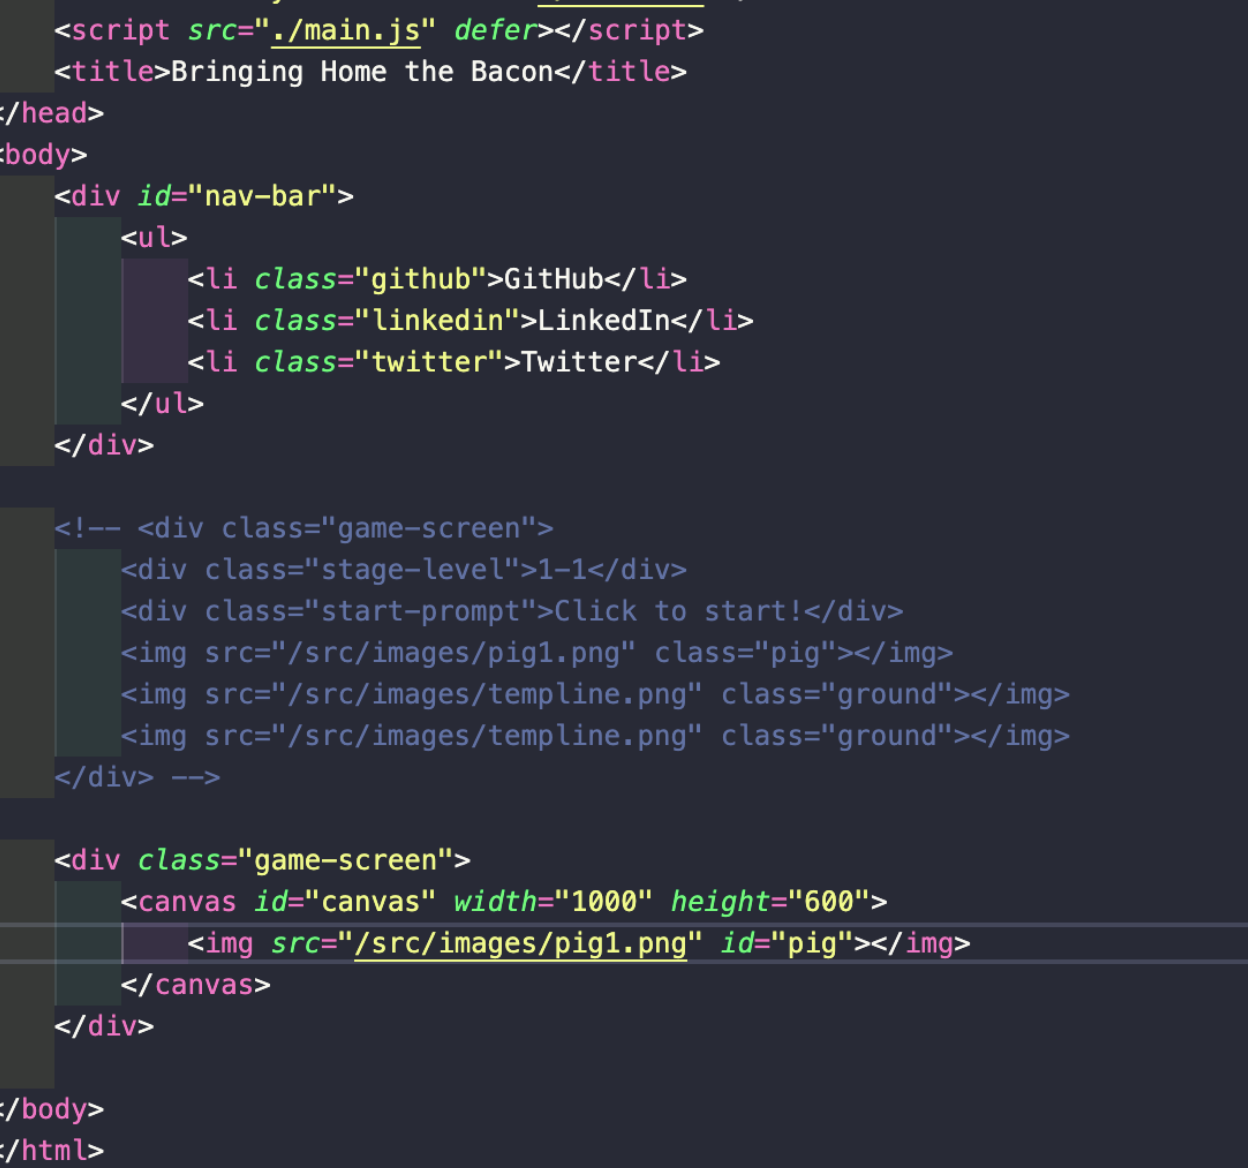 <script src="./main.js" defer></script>
<title>Bringing Home the Bacon</title>
</head>
<body>
<div id="nav-bar">
<ul>
<li class="github">GitHub</li>
<li class="linkedin">LinkedIn</li>
<li class="twitter">Twitter</li>
</ul>
</div>
<!-- <div class="game-screen">
<div class="stage-level">1-1</div>
<div class="start-prompt">Click to start!</div>
<img src="/src/images/pig1.png" class="pig"></img>
<img src="/src/images/templine.png" class="ground"></img>
<img src="/src/images/templine.png" class="ground"></img>
</div> -->
<div class="game-screen">
<canvas id="canvas" width="1000" height="600">
<img src="/src/images/pig1.png" id="pig"></img>
</canvas>
</div>
</body>
</html>